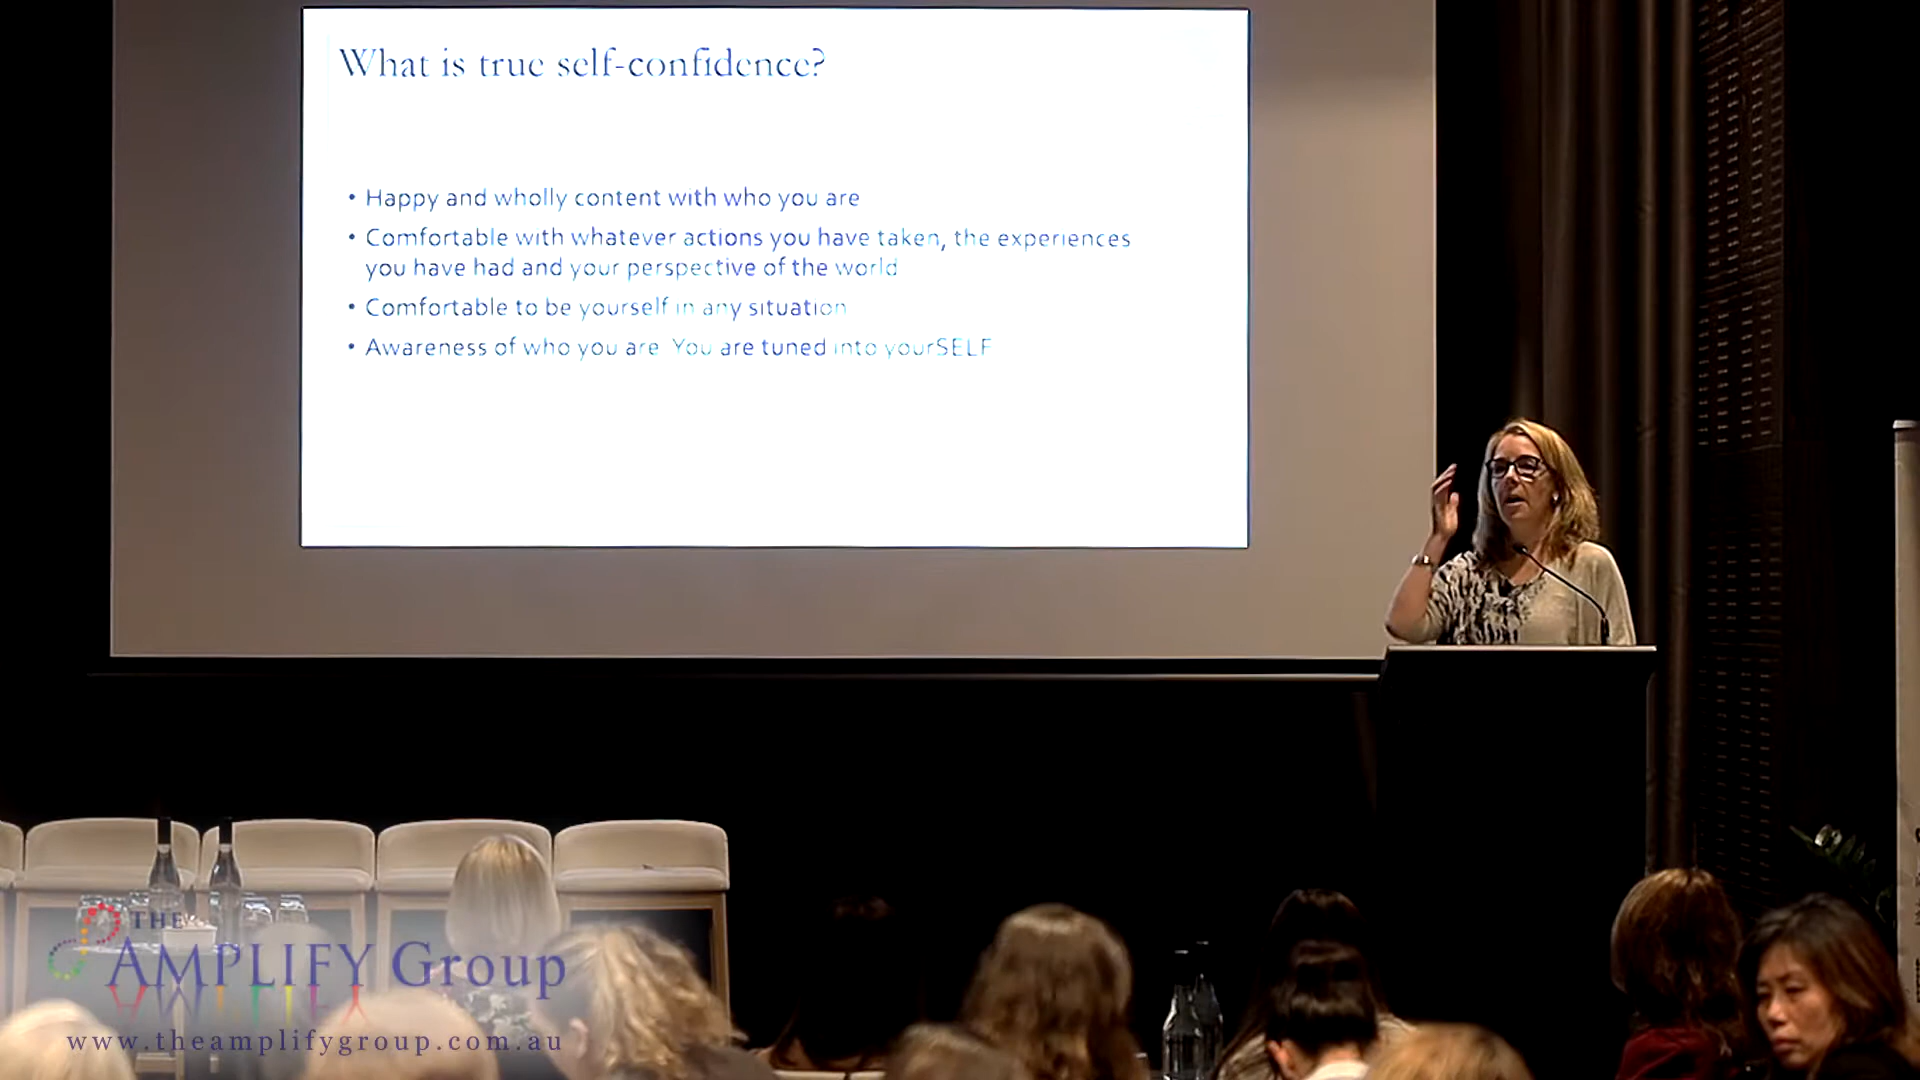 What is true self-confidence?
• Happy and wholly content with who you are
• Comfortable with whatever actions you have taken, the experiences
you have had and your perspective of the world
• Comfortable to be yourself in any situation
• Awareness of who you are You are tuned into yourSELF
THE
AMPLIFY Group
www.theamplifygroup.com.au